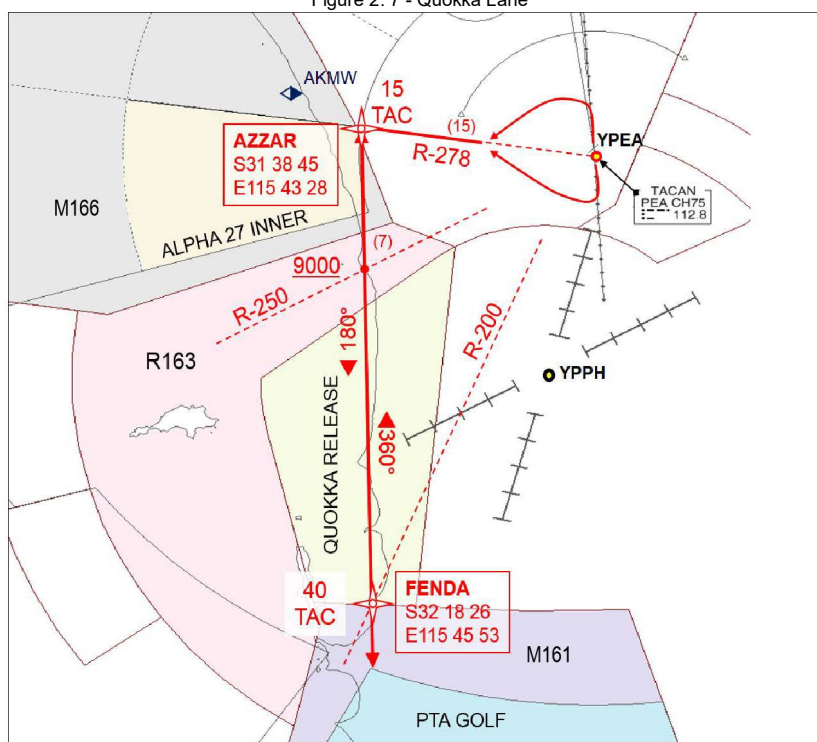 Figure 2. 7 - Quokka Lane
AKMW
15
TAC
(15)
R-278
YPEA
AZZAR
S31 38 45
E115 43 28
TACAN
PEA CH75
112.8
M166
ALPHA 27 INNER
(7)
9000
R-250
R-200
180°
R163
YPPH
360°
QUOKKA RELEASE
40
TAC
FENDA
S32 18 26
E115 45 53
M161
PTA GOLF